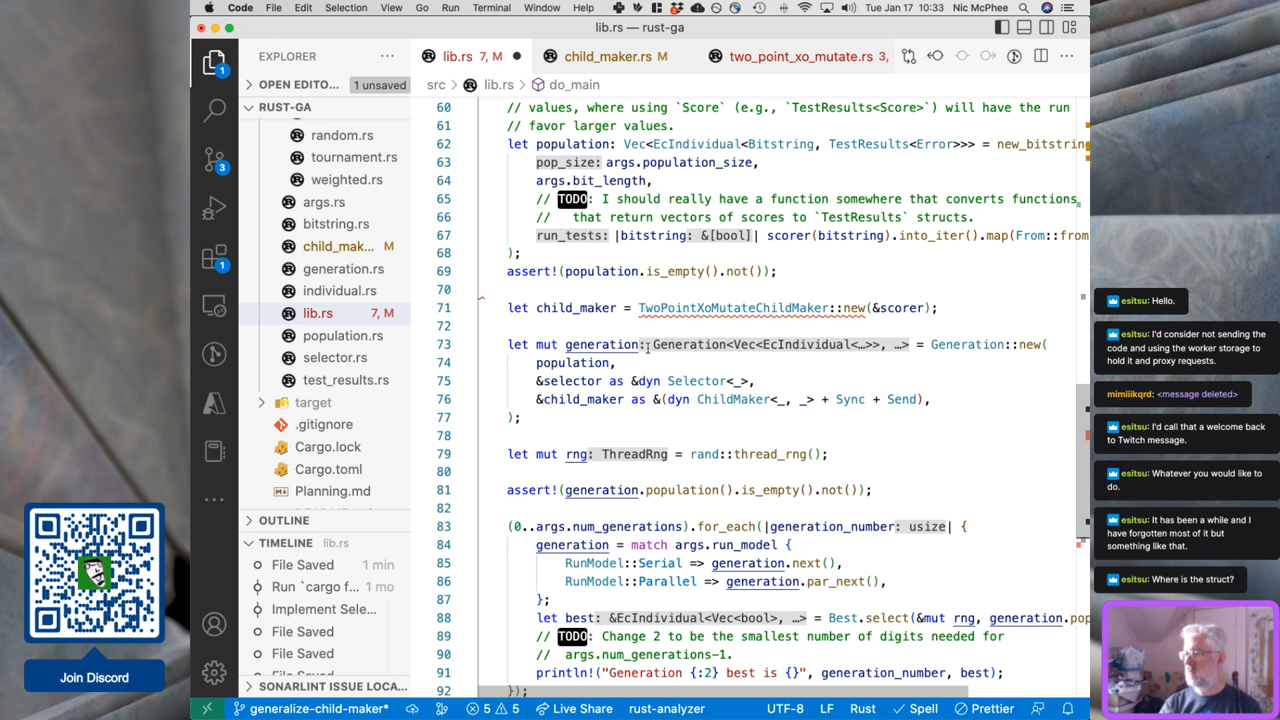 Code File Edit Selection View Go Run Terminal Window Help Tue Jan 17 10:33 Nic McPhee
lib.rs — rust-ga
EXPLORER
lib.rs 7, M
child_maker.rs M
two_point_xo_mutate.rs 3,
OPEN EDITO... 1 unsaved
src > lib.rs > do_main
RUST-GA
random.rs
tournament.rs
weighted.rs
args.rs
bitstring.rs
child_mak... M
generation.rs
individual.rs
lib.rs 7, M
population.rs
selector.rs
test_results.rs
target
.gitignore
Cargo.lock
Cargo.toml
Planning.md
OUTLINE
TIMELINE lib.rs
File Saved 1 min
Run `cargo f... 1 mo
Implement Sele...
File Saved
File Saved
SONARLINT ISSUE LOCA...
60 // values, where using `Score` (e.g., `TestResults<Score>`) will have the run
61 // favor larger values.
62 let population: Vec<EcIndividual<Bitstring, TestResults<Error>>> = new_bitstrin
63 pop_size: args.population_size,
64 args.bit_length,
65 // TODO: I should really have a function somewhere that converts functions
66 // that return vectors of scores to `TestResults` structs.
67 run_tests: |bitstring: &[bool]| scorer(bitstring).into_iter().map(From::from
68 );
69 assert!(population.is_empty().not());
70
71 let child_maker = TwoPointXoMutateChildMaker::new(&scorer);
72
73 let mut generation: Generation<Vec<EcIndividual<…>>, …> = Generation::new(
74 population,
75 &selector as &dyn Selector<_>,
76 &child_maker as &(dyn ChildMaker<_, _> + Sync + Send),
77 );
78
79 let mut rng: ThreadRng = rand::thread_rng();
80
81 assert!(generation.population().is_empty().not());
82
83 (0..args.num_generations).for_each(|generation_number: usize| {
84 generation = match args.run_model {
85 RunModel::Serial => generation.next(),
86 RunModel::Parallel => generation.par_next(),
87 };
88 let best: &EcIndividual<Vec<bool>, …> = Best.select(&mut rng, generation.pop
89 // TODO: Change 2 to be the smallest number of digits needed for
90 // args.num_generations-1.
91 println!("Generation {:2} best is {}", generation_number, best);
92 });
generalize-child-maker* 5 5 Live Share rust-analyzer UTF-8 LF Rust Spell Prettier
1
3
1
Join Discord
esitsu: Hello.
esitsu: I'd consider not sending the
code and using the worker storage to
hold it and proxy requests.
mimiiikqrd: <message deleted>
esitsu: I'd call that a welcome back
to Twitch message.
esitsu: Whatever you would like to
do.
esitsu: It has been a while and I
have forgotten most of it but
something like that.
esitsu: Where is the struct?